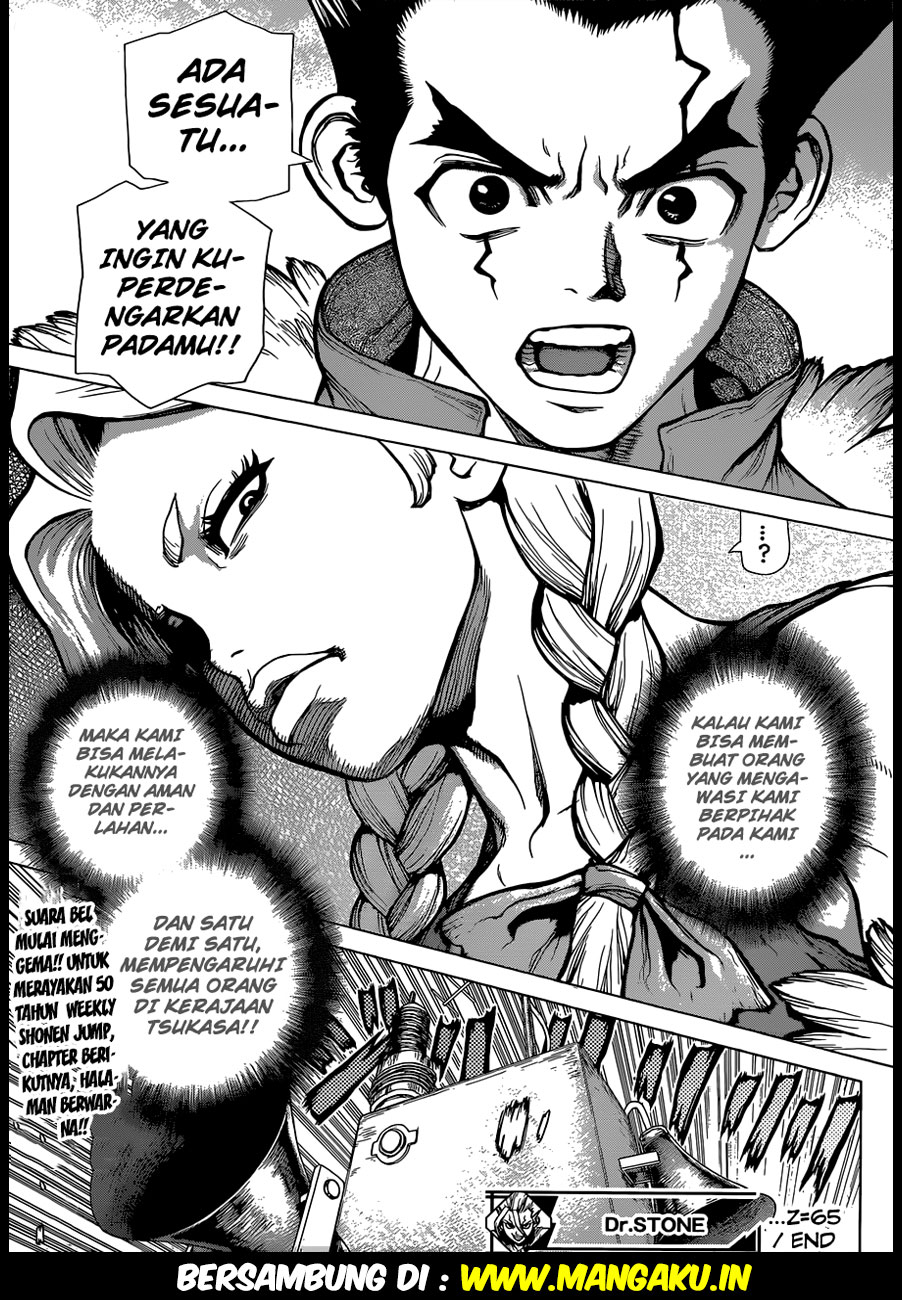 ADA
SESUA-
TU...
YANG
INGIN KU-
PERDE-
NGARKAN
PADAMU!!
...?
KALAU KAMI
BISA MEM-
BUAT ORANG
YANG MENGA-
WASI KAMI
BERPIHAK
PADA KAMI
...
MAKA KAMI
BISA MELA-
KUKANNYA
DENGAN AMAN
DAN PER-
LAHAN...
DAN SATU
DEMI SATU,
MEMPENGARUHI
SEMUA ORANG
DI KERAJAAN
TSUKASA!!
SUARA BEL
MULAI MENG-
GEMA!! UNTUK
MERAYAKAN 50
TAHUN WEEKLY
SHONEN JUMP,
CHAPTER BERI-
KUTNYA, HALA-
MAN BERWAR-
NA!!
Dr.STONE
...Z=65
/ END
BERSAMBUNG DI : WWW.MANGAKU.IN